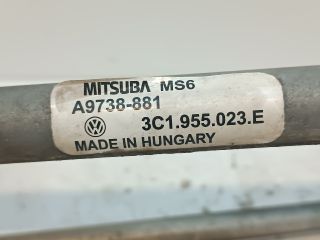 MITSUBA MS6
A9738-881
3C1.955.023.E
MADE IN HUNGARY